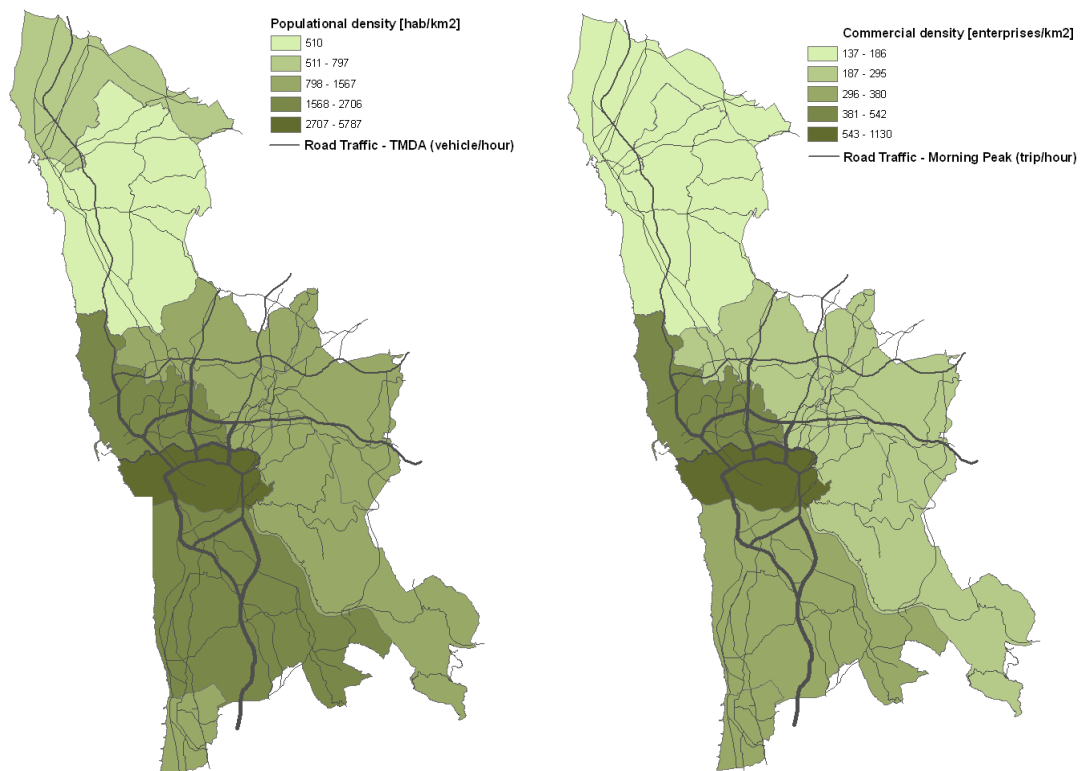 Populational density [hab/km2]
510
511 - 797
798 - 1567
1568 - 2706
2707 - 5787
Road Traffic - TMDA (vehicle/hour)
Commercial density [enterprises/km2]
137 - 186
187 - 295
296 - 380
381 - 542
543 - 1130
Road Traffic - Morning Peak (trip/hour)